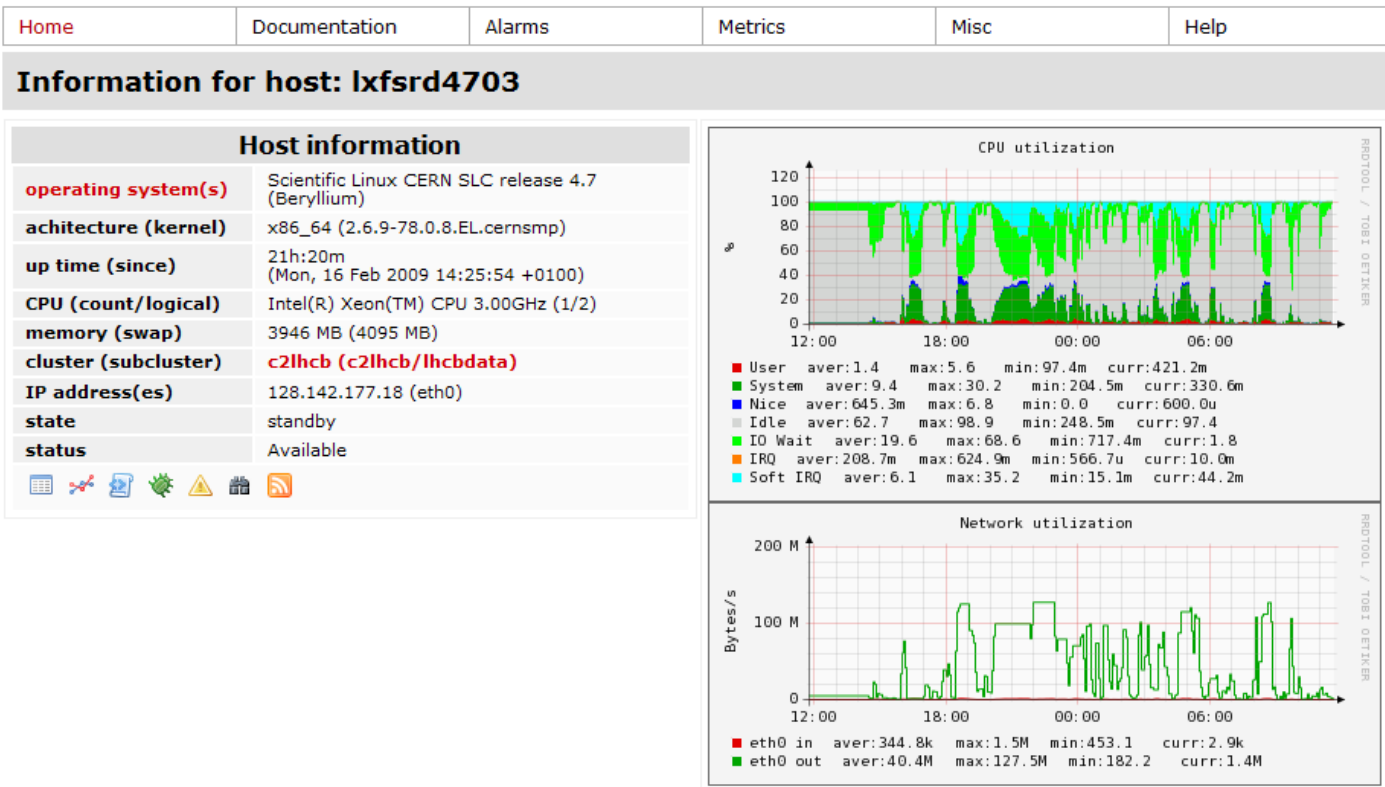 Home Documentation Alarms Metrics Misc Help
Information for host: lxfsrd4703
Host information
operating system(s) Scientific Linux CERN SLC release 4.7
(Beryllium)
achitecture (kernel) x86_64 (2.6.9-78.0.8.EL.cernsmp)
up time (since) 21h:20m
(Mon, 16 Feb 2009 14:25:54 +0100)
CPU (count/logical) Intel(R) Xeon(TM) CPU 3.00GHz (1/2)
memory (swap) 3946 MB (4095 MB)
cluster (subcluster) c2lhcb (c2lhcb/lhcbdata)
IP address(es) 128.142.177.18 (eth0)
state standby
status Available
CPU utilization
RRDTOOL / TOBI OETIKER
%
120
100
80
60
40
20
0
12:00 18:00 00:00 06:00
User aver:1.4 max:5.6 min:97.4m curr:421.2m
System aver:9.4 max:30.2 min:204.5m curr:330.6m
Nice aver:645.3m max:6.8 min:0.0 curr:600.0u
Idle aver:62.7 max:98.9 min:248.5m curr:97.4
IO Wait aver:19.6 max:68.6 min:717.4m curr:1.8
IRQ aver:208.7m max:624.9m min:566.7u curr:10.0m
Soft IRQ aver:6.1 max:35.2 min:15.1m curr:44.2m
Network utilization
RRDTOOL / TOBI OETIKER
Bytes/s
200 M
100 M
0
12:00 18:00 00:00 06:00
eth0 in aver:344.8k max:1.5M min:453.1 curr:2.9k
eth0 out aver:40.4M max:127.5M min:182.2 curr:1.4M